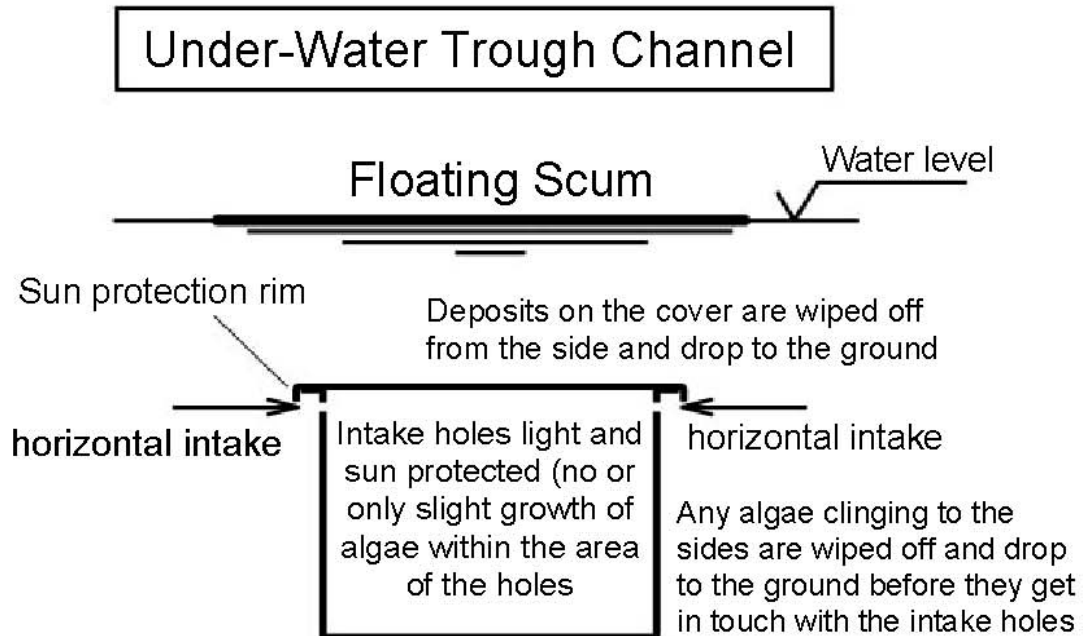 Under-Water Trough Channel
Water level
Floating Scum
Sun protection rim
Deposits on the cover are wiped off
from the side and drop to the ground
horizontal intake
horizontal intake
Intake holes light and
sun protected (no or
only slight growth of
algae within the area
of the holes
Any algae clinging to the
sides are wiped off and drop
to the ground before they get
in touch with the intake holes